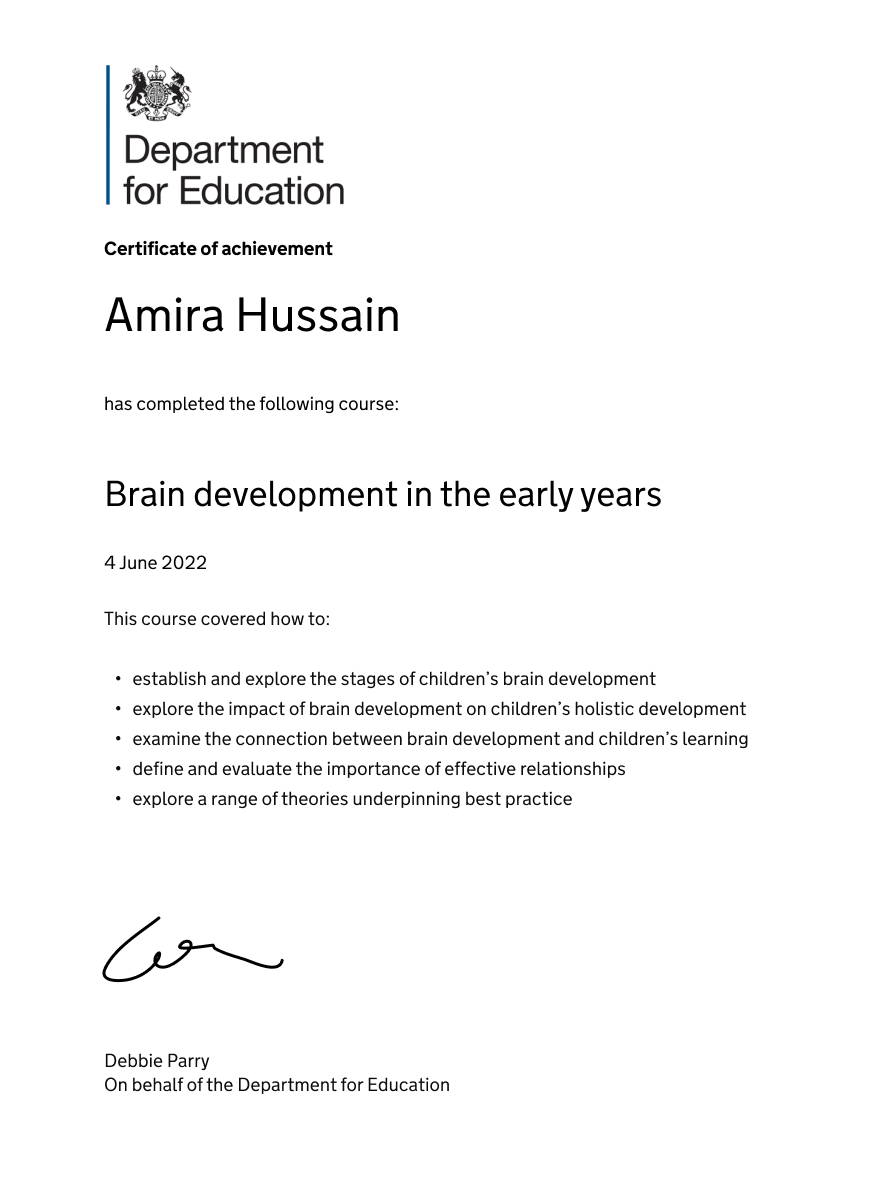 Department
for Education
Certificate of achievement
Amira Hussain
has completed the following course:
Brain development in the early years
4 June 2022
This course covered how to:
• establish and explore the stages of children’s brain development
• explore the impact of brain development on children’s holistic development
• examine the connection between brain development and children’s learning
• define and evaluate the importance of effective relationships
• explore a range of theories underpinning best practice
Debbie Parry
On behalf of the Department for Education